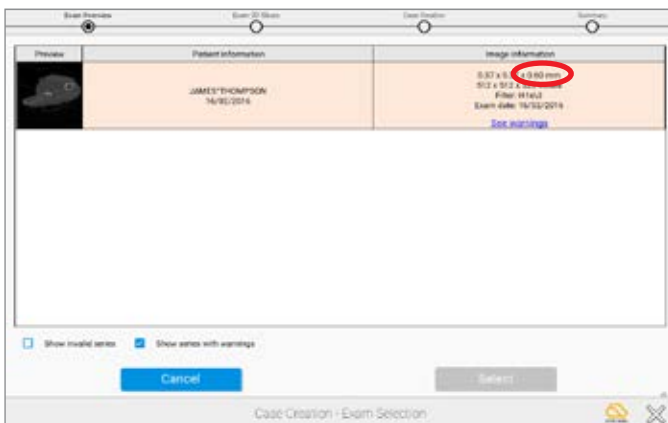 Exam Preview
Exam 2D Slices
Case Creation
Summary
Preview
Patient information
Image information
JAMES^THOMPSON
16/02/2016
x 0.60 mm
512 x 512 x
Filter:
Exam date: 16/02/2016
See warnings
Show invalid series
Show series with warnings
Cancel
Select
Case Creation - Exam Selection